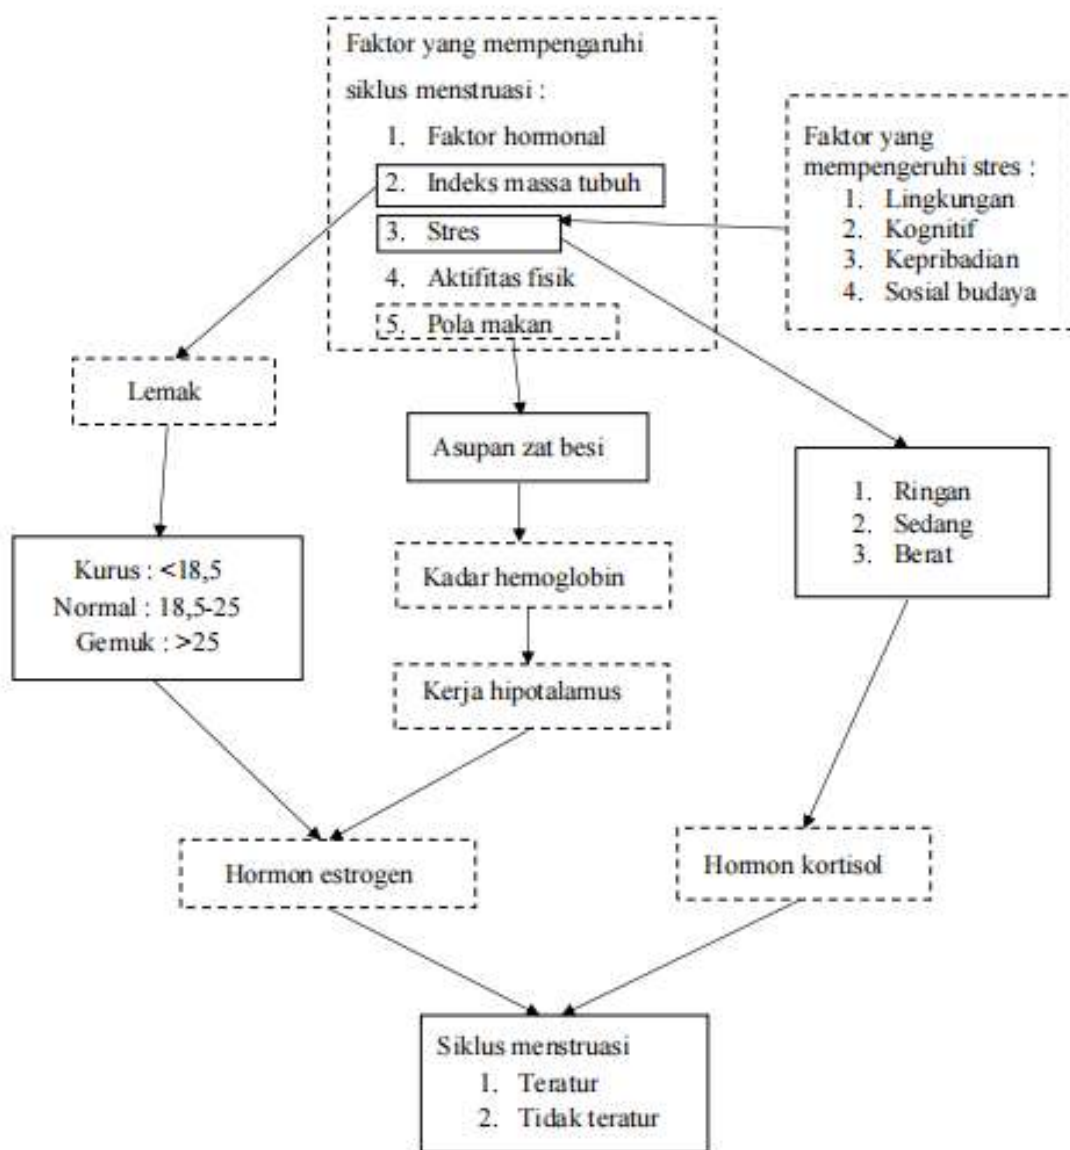 Faktor yang mempengaruhi
siklus menstruasi :
1. Faktor hormonal
2. Indeks massa tubuh
3. Stres
4. Aktifitas fisik
5. Pola makan
Faktor yang
mempengeruhi stres :
1. Lingkungan
2. Kognitif
3. Kepribadian
4. Sosial budaya
Lemak
Asupan zat besi
1. Ringan
2. Sedang
3. Berat
Kurus : <18,5
Normal : 18,5-25
Gemuk : >25
Kadar hemoglobin
Kerja hipotalamus
Hormon estrogen
Hormon kortisol
Siklus menstruasi
1. Teratur
2. Tidak teratur